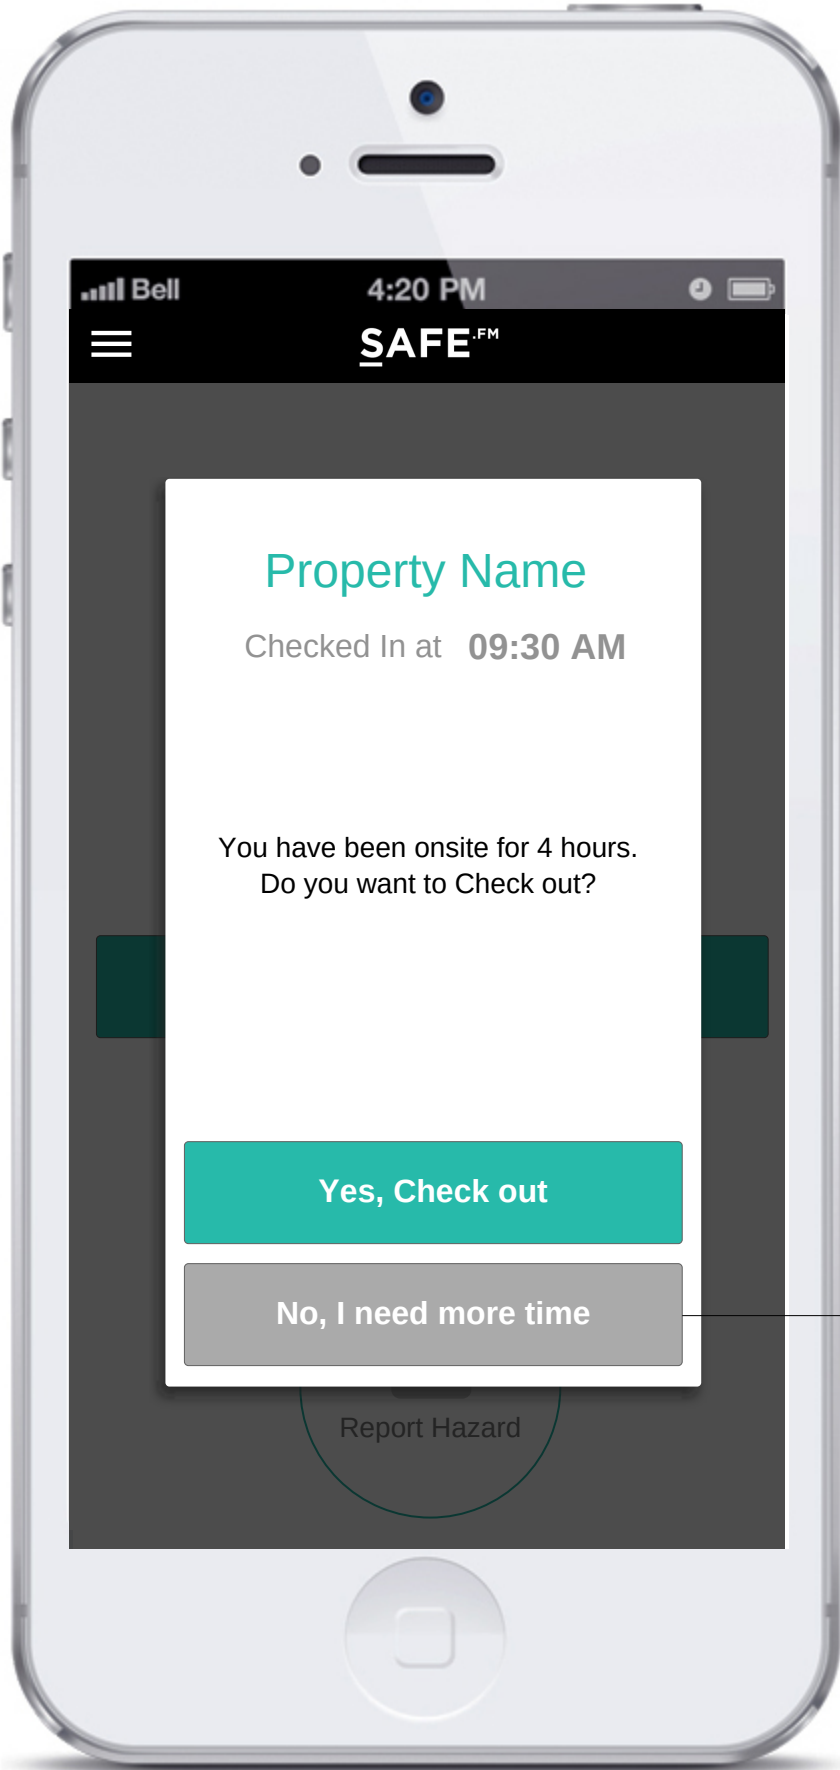 Bell 4:20 PM
SAFE.FM
Property Name
Checked In at 09:30 AM
You have been onsite for 4 hours.
Do you want to Check out?
Yes, Check out
No, I need more time
Report Hazard